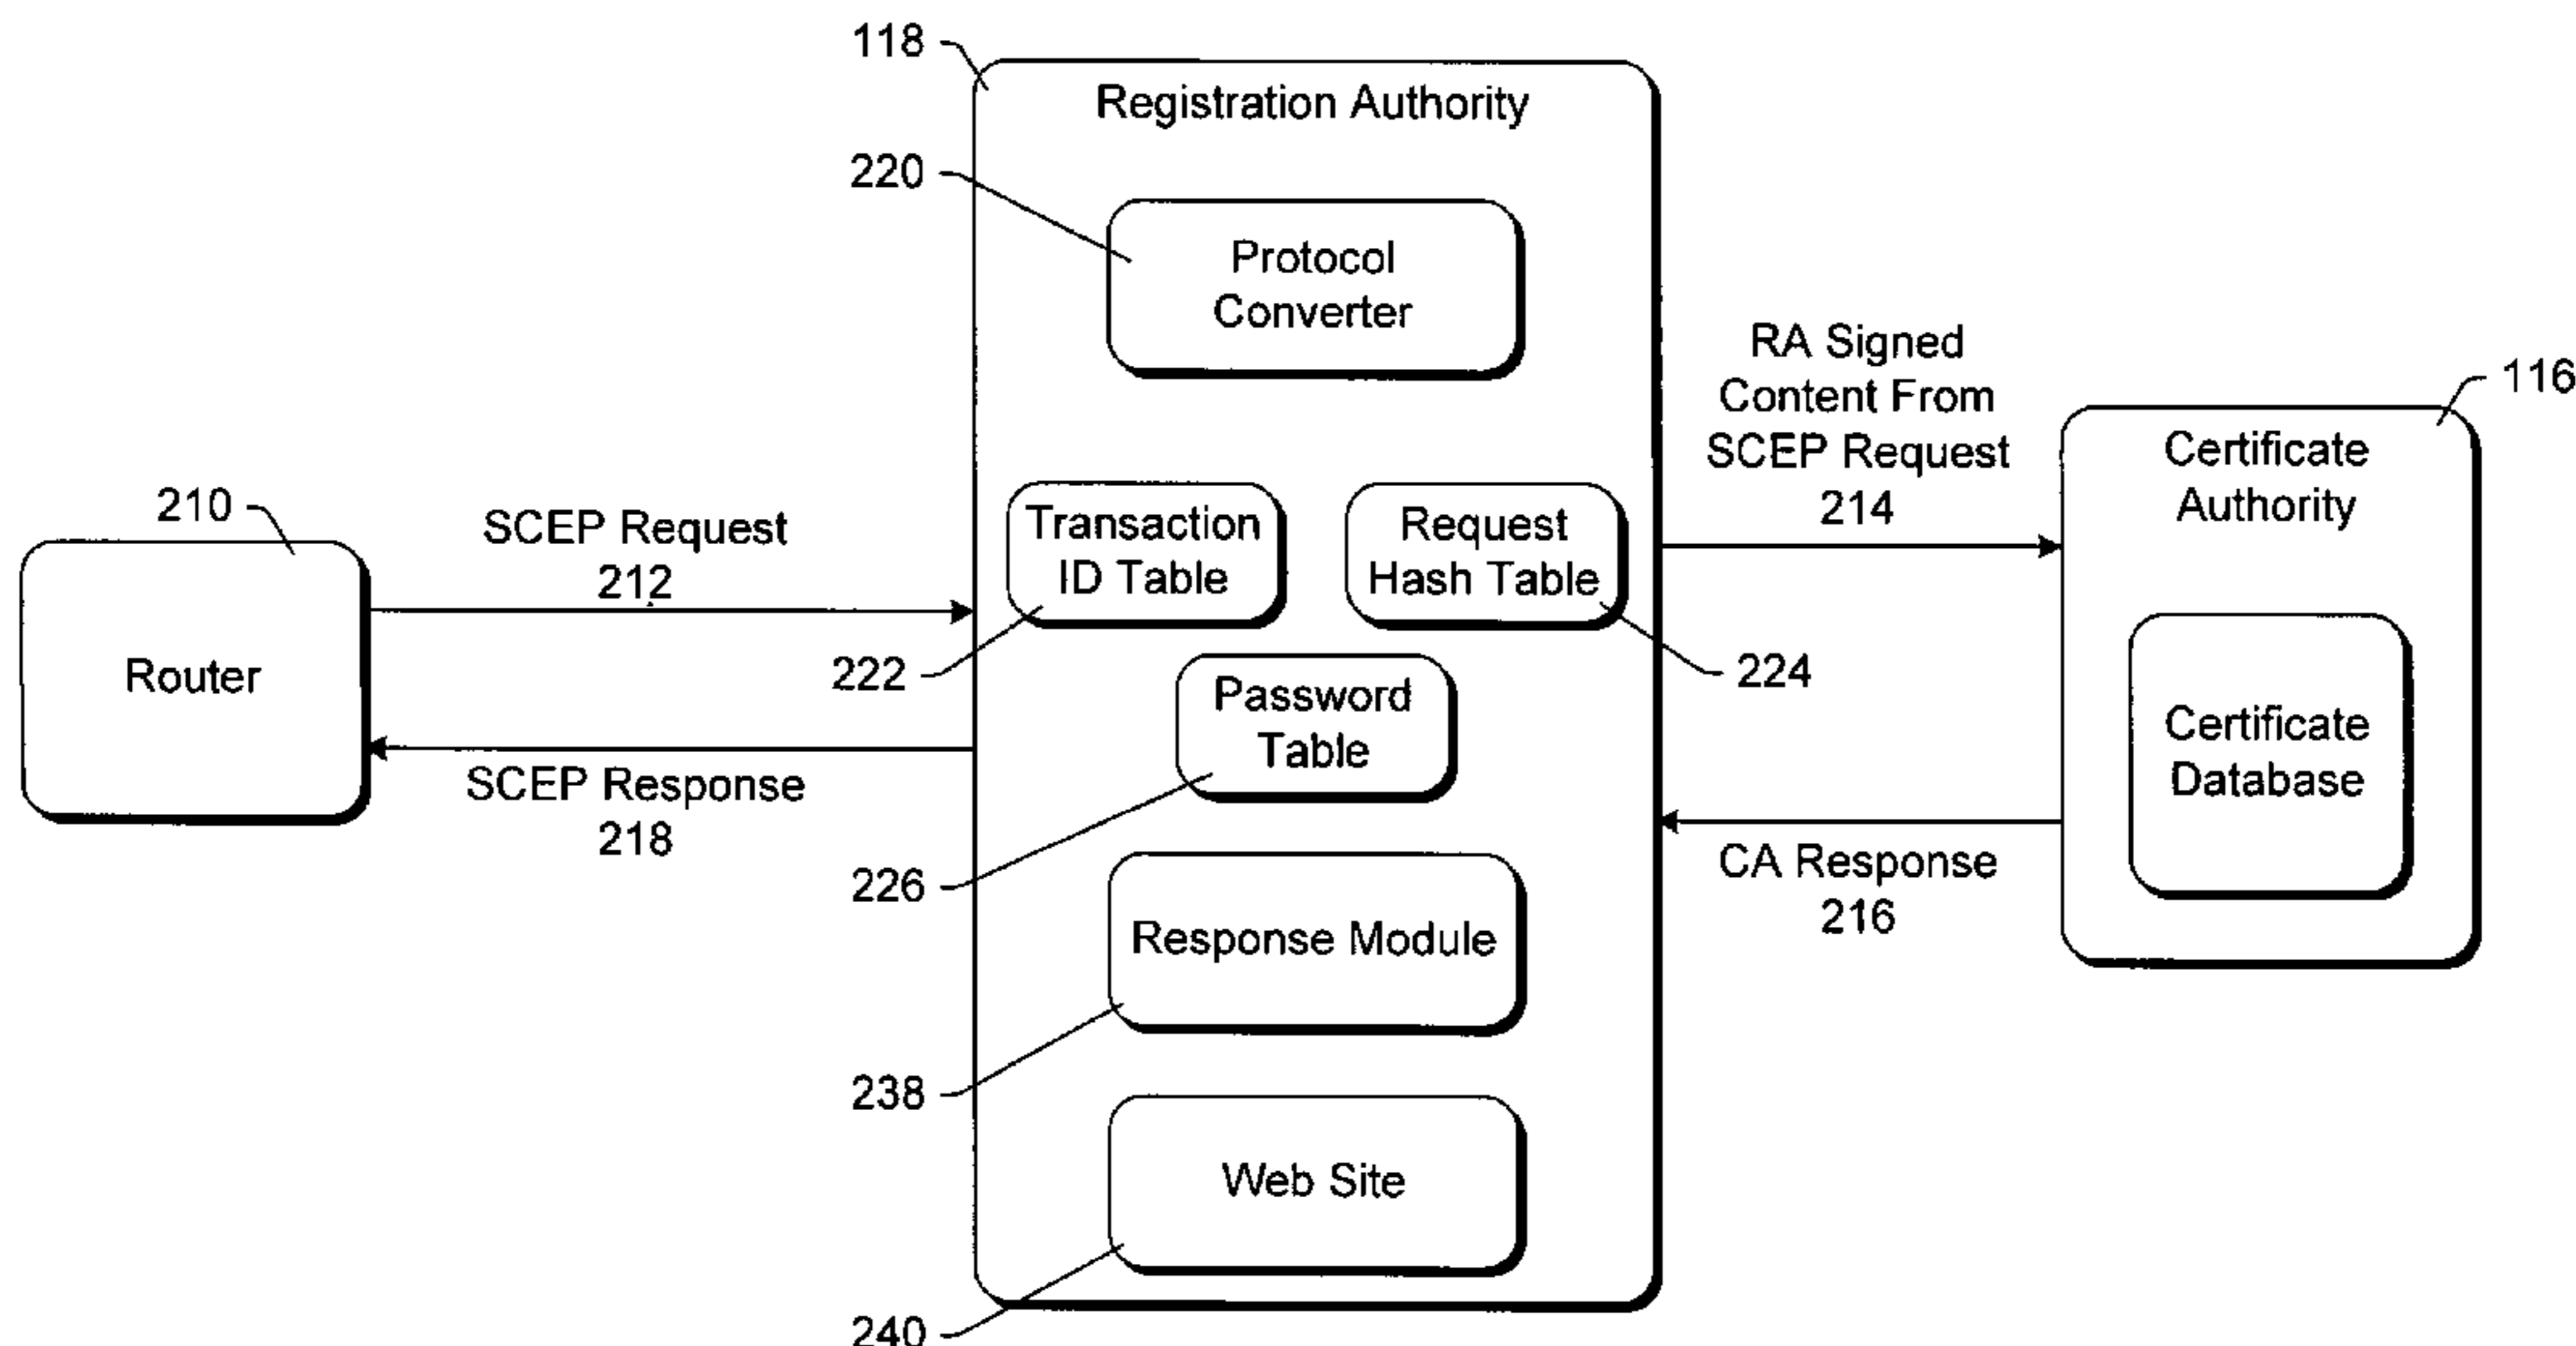 118
Registration Authority
220
Protocol
Converter
RA Signed
Content From
SCEP Request
214
116
Certificate
Authority
210
SCEP Request
212
Transaction
ID Table
Request
Hash Table
Router
222
224
Password
Table
Certificate
Database
SCEP Response
218
226
CA Response
216
Response Module
238
Web Site
240